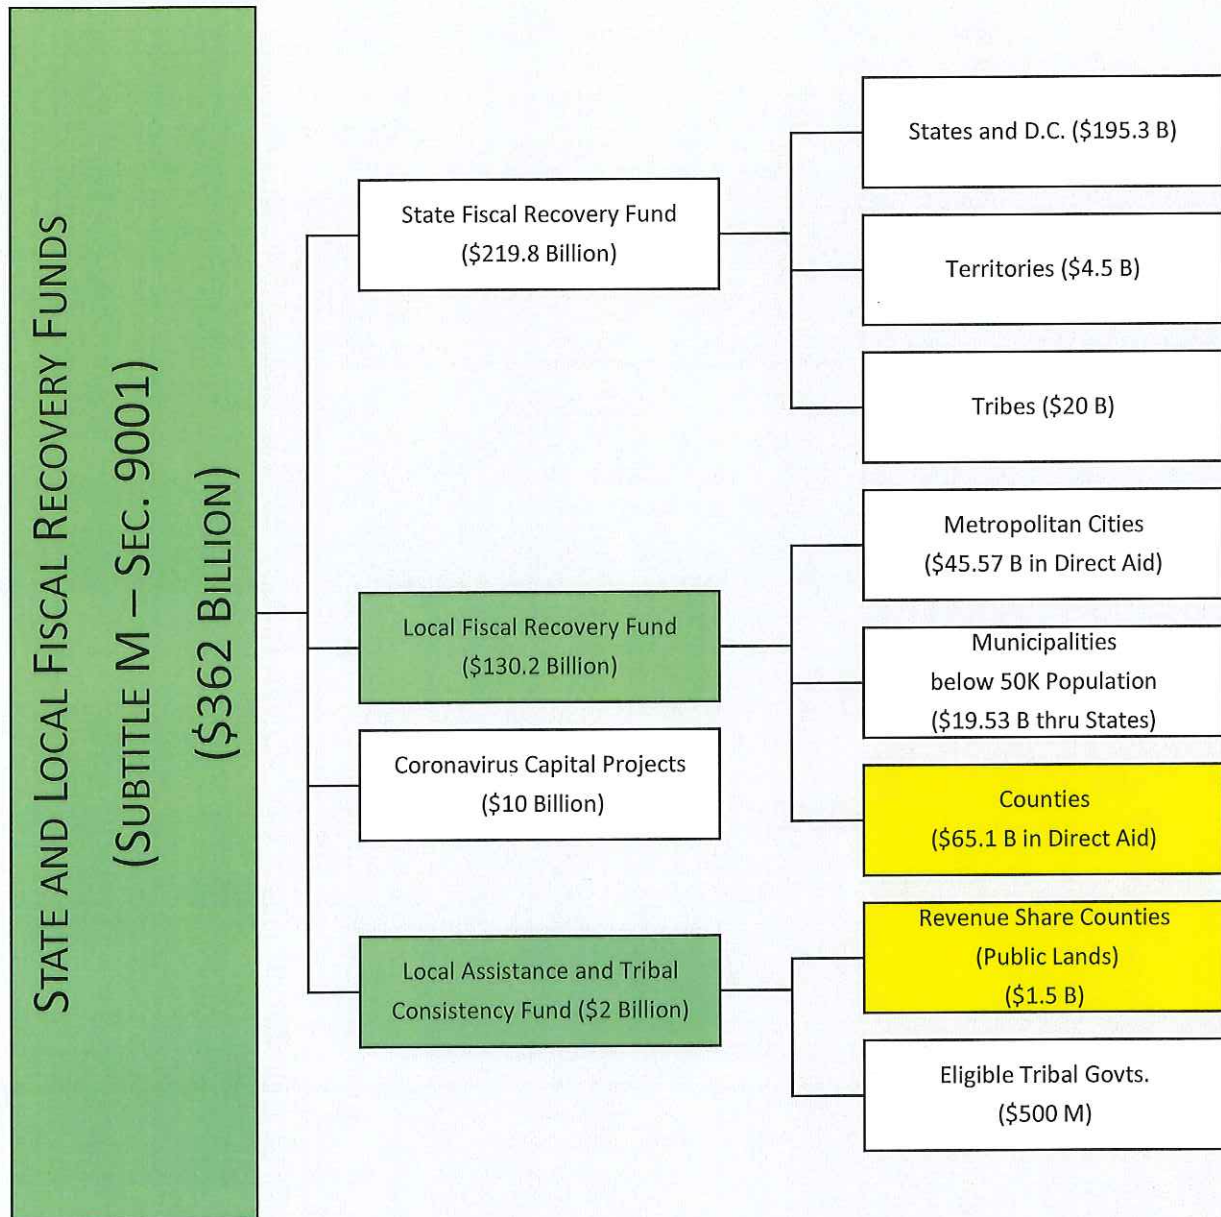 STATE AND LOCAL FISCAL RECOVERY FUNDS
(SUBTITLE M – SEC. 9001)
($362 BILLION)
State Fiscal Recovery Fund
($219.8 Billion)
States and D.C. ($195.3 B)
Territories ($4.5 B)
Tribes ($20 B)
Local Fiscal Recovery Fund
($130.2 Billion)
Metropolitan Cities
($45.57 B in Direct Aid)
Municipalities
below 50K Population
($19.53 B thru States)
Counties
($65.1 B in Direct Aid)
Coronavirus Capital Projects
($10 Billion)
Local Assistance and Tribal
Consistency Fund ($2 Billion)
Revenue Share Counties
(Public Lands)
($1.5 B)
Eligible Tribal Govts.
($500 M)